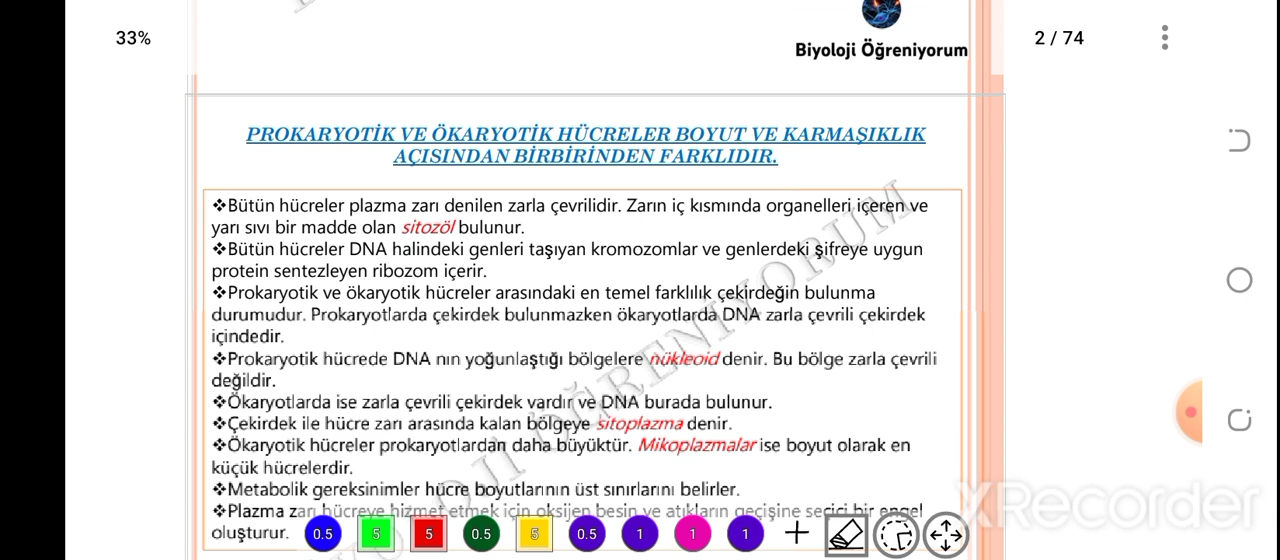 33%
2 / 74
Biyoloji Öğreniyorum
PROKARYOTİK VE ÖKARYOTİK HÜCRELER BOYUT VE KARMAŞIKLIK
AÇISINDAN BİRBİRİNDEN FARKLIDIR.
❖Bütün hücreler plazma zarı denilen zarla çevrilidir. Zarın iç kısmında organelleri içeren ve
yarı sıvı bir madde olan sitozöl bulunur.
❖Bütün hücreler DNA halindeki genleri taşıyan kromozomlar ve genlerdeki şifreye uygun
protein sentezleyen ribozom içerir.
❖Prokaryotik ve ökaryotik hücreler arasındaki en temel farklılık çekirdeğin bulunma
durumudur. Prokaryotlarda çekirdek bulunmazken ökaryotlarda DNA zarla çevrili çekirdek
içindedir.
❖Prokaryotik hücrede DNA nın yoğunlaştığı bölgelere nükleoid denir. Bu bölge zarla çevrili
değildir.
❖Ökaryotlarda ise zarla çevrili çekirdek vardır ve DNA burada bulunur.
❖Çekirdek ile hücre zarı arasında kalan bölgeye sitoplazma denir.
❖Ökaryotik hücreler prokaryotlardan daha büyüktür. Mikoplazmalar ise boyut olarak en
küçük hücrelerdir.
❖Metabolik gereksinimler hücre boyutlarının üst sınırlarını belirler.
❖Plazma zarı hücreye hizmet etmek için oksijen besin ve atıkların geçişine seçici bir engel
oluşturur.
0.5 5 5 0.5 5 0.5 1 1 1
OJİ ÖĞRENİYORUM
XRecorder